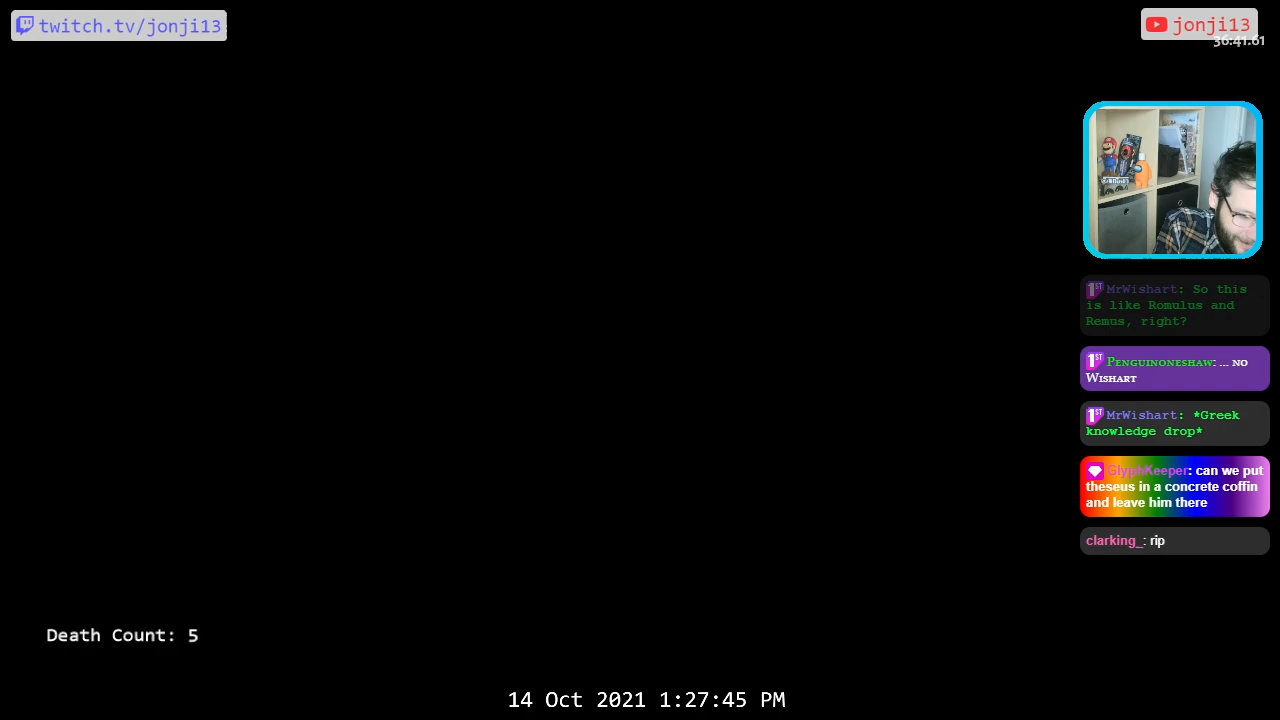 twitch.tv/jonji13
jonji13
36:41.61
MrWishart: So this
is like Romulus and
Remus, right?
Penguinoneshaw: ... no
Wishart
MrWishart: *Greek
knowledge drop*
GlyphKeeper: can we put
theseus in a concrete coffin
and leave him there
clarking_: rip
Death Count: 5
14 Oct 2021 1:27:45 PM